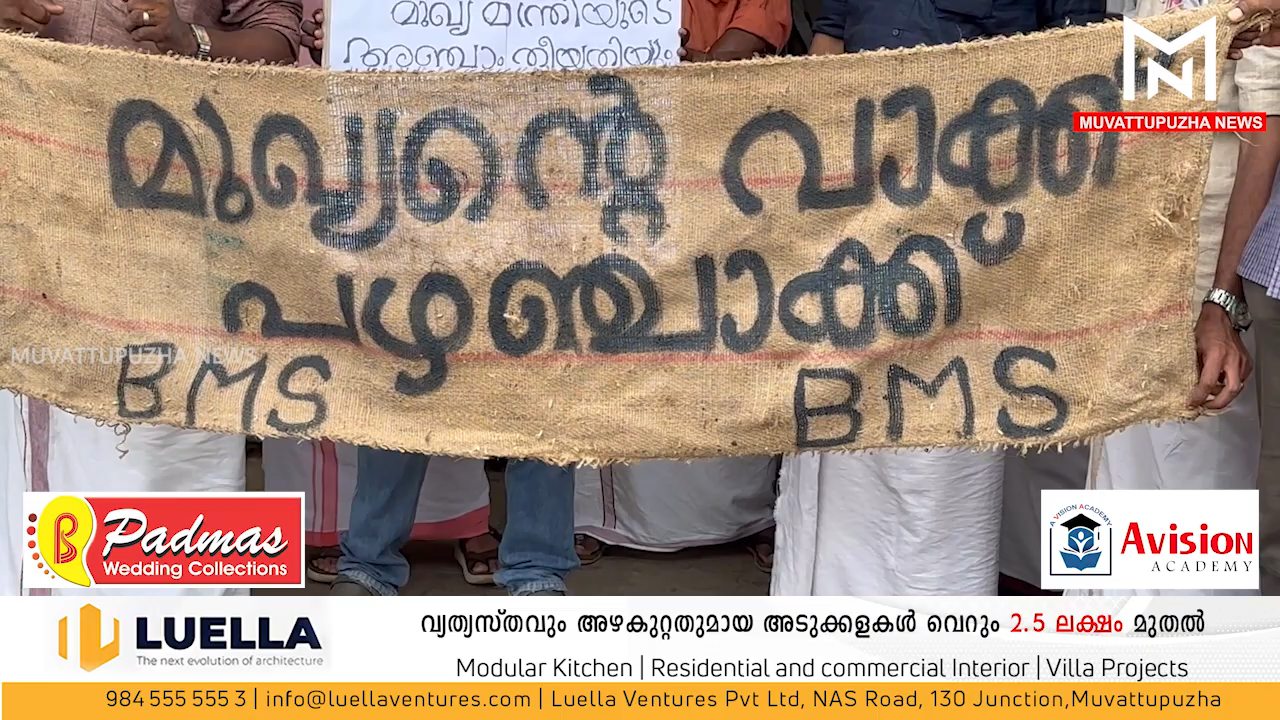 മുഖ്യ മന്ത്രിയുടെ
അഞ്ചാം തീയതിയും
MN
MUVATTUPUZHA NEWS
മുഖ്യന്റെ വാക്ക്
പഴഞ്ചാക്ക്
MUVATTUPUZHA NEWS
BMS BMS
Padmas
Wedding Collections
A VISION ACADEMY
Avision
ACADEMY
LUELLA
The next evolution of architecture
വ്യത്യസ്തവും അഴകുറ്റതുമായ അടുക്കളകൾ വെറും 2.5 ലക്ഷം മുതൽ
Modular Kitchen | Residential and commercial Interior | Villa Projects
984 555 555 3 | info@luellaventures.com | Luella Ventures Pvt Ltd, NAS Road, 130 Junction,Muvattupuzha